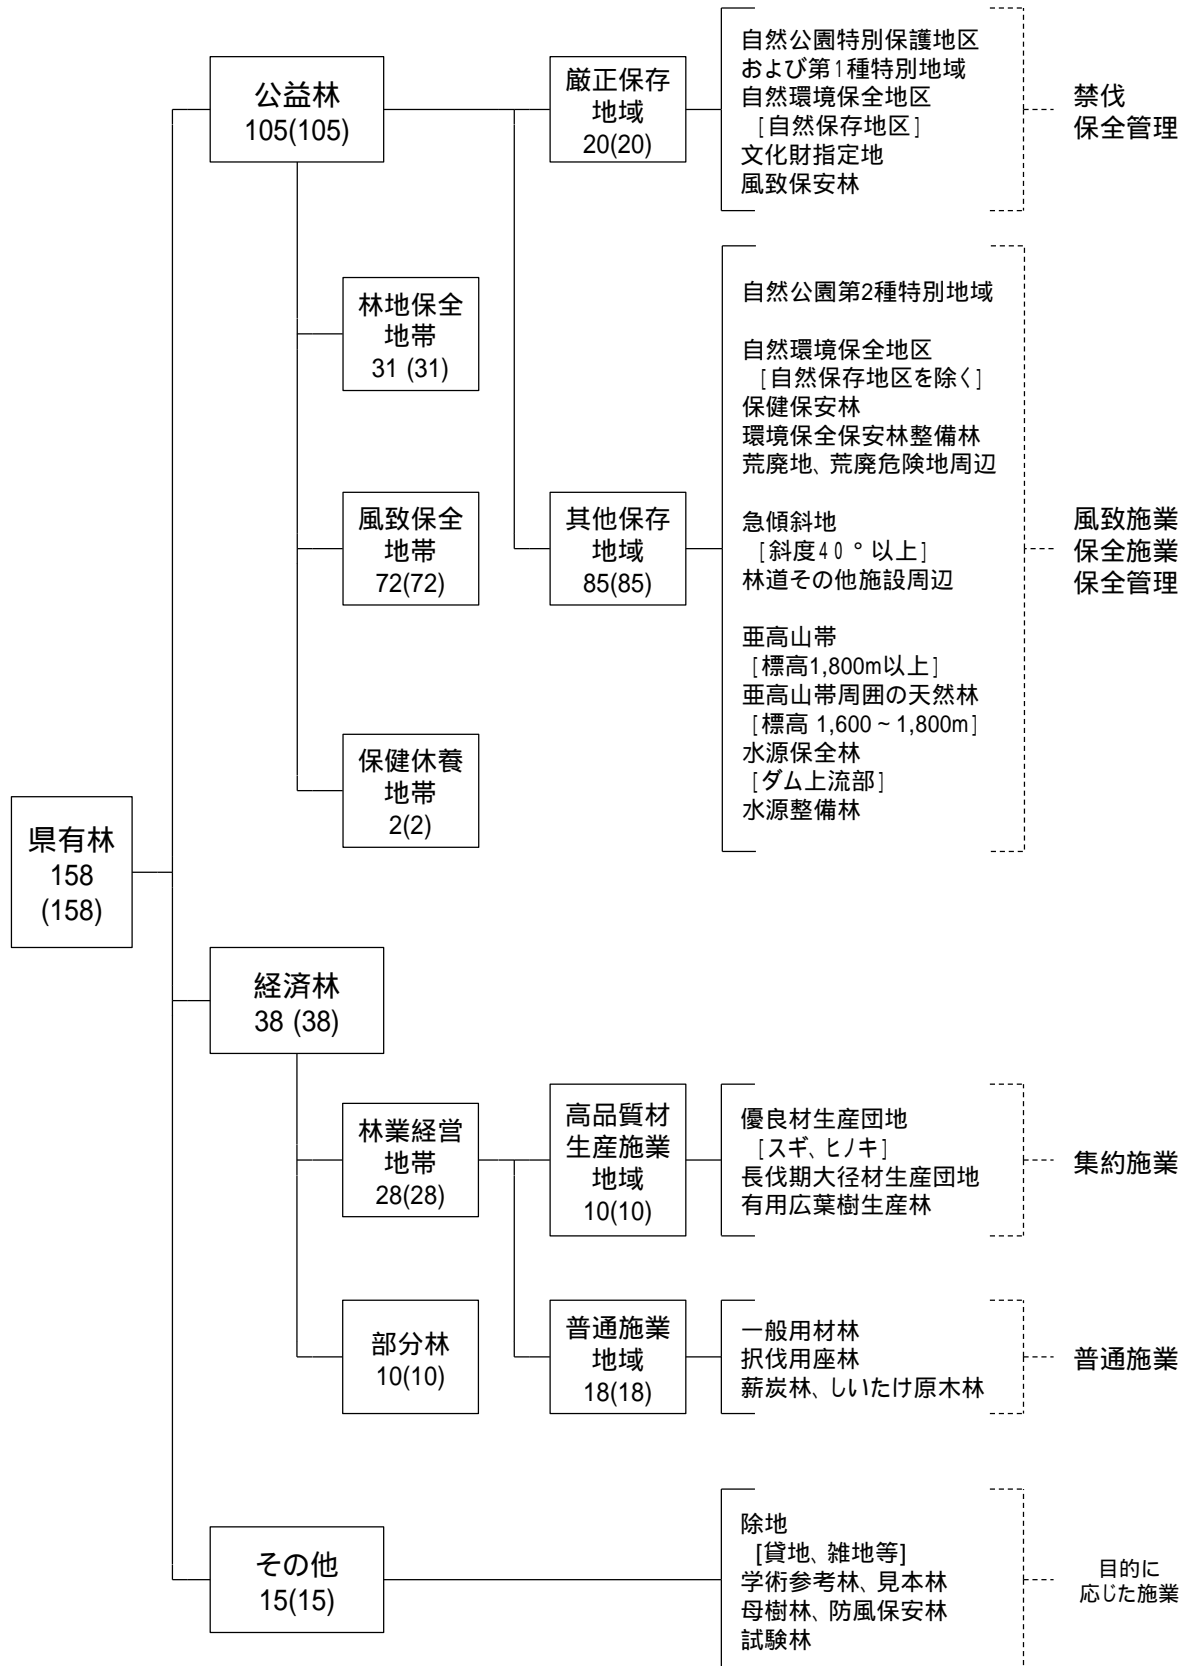 公益林
105(105)
厳正保存
地域
20(20)
自然公園特別保護地区
および第1種特別地域
自然環境保全地区
[自然保存地区]
文化財指定地
風致保安林
禁伐
保全管理
林地保全
地帯
31 (31)
風致保全
地帯
72(72)
保健休養
地帯
2(2)
其他保存
地域
85(85)
自然公園第2種特別地域
自然環境保全地区
[自然保存地区を除く]
保健保安林
環境保全保安林整備林
荒廃地、荒廃危険地周辺
急傾斜地
[斜度40°以上]
林道その他施設周辺
亜高山帯
[標高1,800m以上]
亜高山帯周囲の天然林
[標高 1,600 ~ 1,800m]
水源保全林
[ダム上流部]
水源整備林
風致施業
保全施業
保全管理
県有林
158
(158)
経済林
38 (38)
林業経営
地帯
28(28)
高品質材
生産施業
地域
10(10)
優良材生産団地
[スギ、ヒノキ]
長伐期大径材生産団地
有用広葉樹生産林
集約施業
部分林
10(10)
普通施業
地域
18(18)
一般用材林
択伐用座林
薪炭林、しいたけ原木林
普通施業
その他
15(15)
除地
[貸地、雑地等]
学術参考林、見本林
母樹林、防風保安林
試験林
目的に
応じた施業